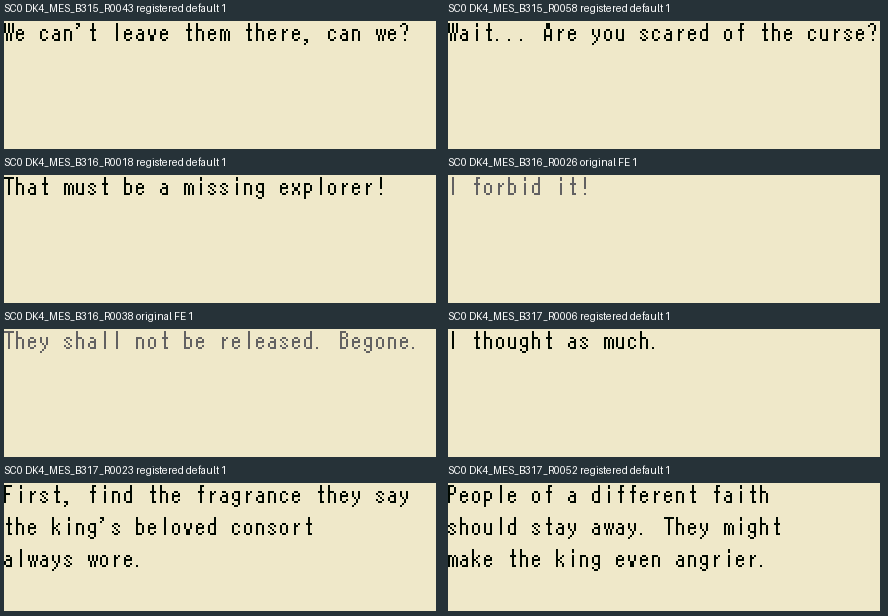 SC0 DK4_MES_B315_R0043 registered default 1
We can't leave them there, can we?
SC0 DK4_MES_B315_R0058 registered default 1
Wait... Are you scared of the curse?
SC0 DK4_MES_B316_R0018 registered default 1
That must be a missing explorer!
SC0 DK4_MES_B316_R0026 original FE 1
I forbid it!
SC0 DK4_MES_B316_R0038 original FE 1
They shall not be released. Begone.
SC0 DK4_MES_B317_R0006 registered default 1
I thought as much.
SC0 DK4_MES_B317_R0023 registered default 1
First, find the fragrance they say
the king's beloved consort
always wore.
SC0 DK4_MES_B317_R0052 registered default 1
People of a different faith
should stay away. They might
make the king even angrier.